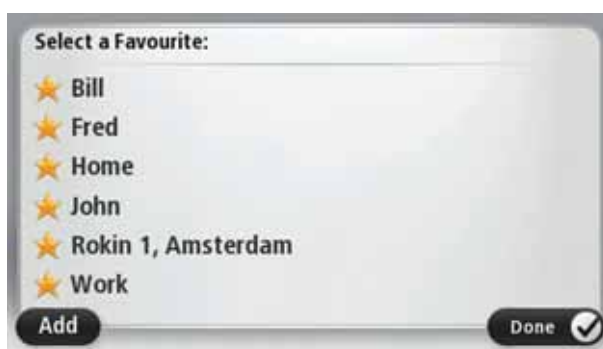 Select a Favourite:
Bill
Fred
Home
John
Rokin 1, Amsterdam
Work
Add
Done